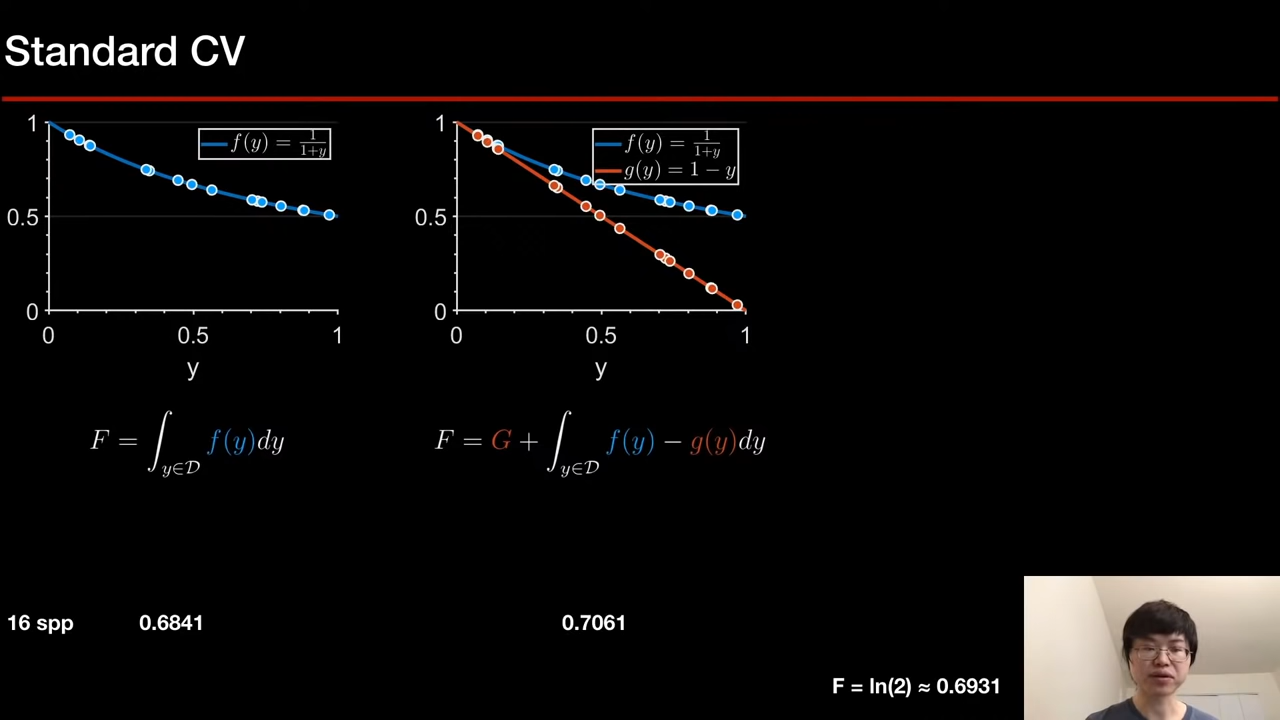 Standard CV
1
0.5
0
0
0.5
1
y
f(y) = 1/(1+y)
1
0.5
0
0
0.5
1
y
f(y) = 1/(1+y)
g(y) = 1 − y
F = ∫_{y∈𝒟} f(y)dy
F = G + ∫_{y∈𝒟} f(y) − g(y)dy
16 spp 0.6841 0.7061
F = ln(2) ≈ 0.6931